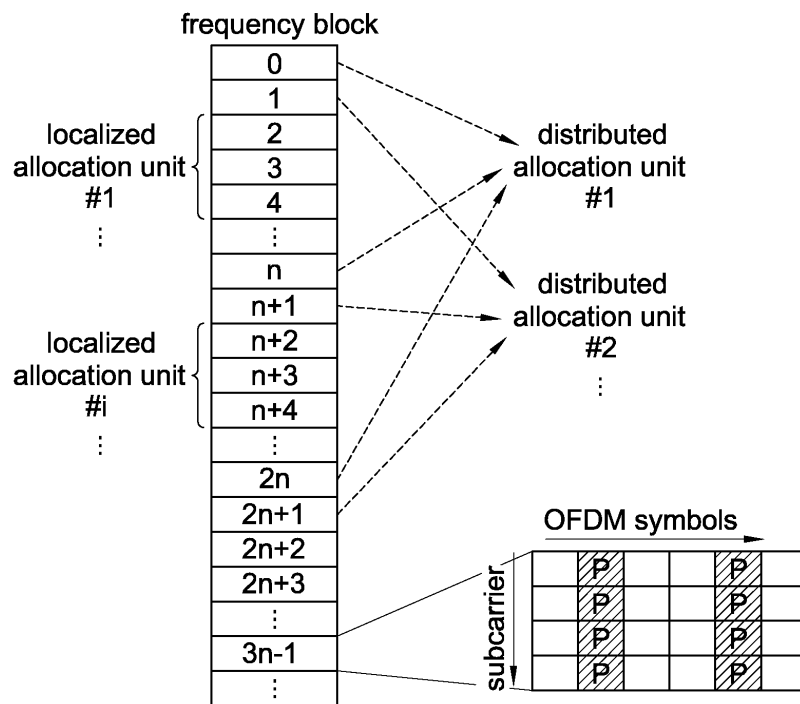 frequency block
0
1
2
3
4
⋮
n
n+1
n+2
n+3
n+4
⋮
2n
2n+1
2n+2
2n+3
⋮
3n-1
⋮
localized
allocation unit
#1
⋮
localized
allocation unit
#i
⋮
distributed
allocation unit
#1
distributed
allocation unit
#2
⋮
OFDM symbols
subcarrier
P P
P P
P P
P P